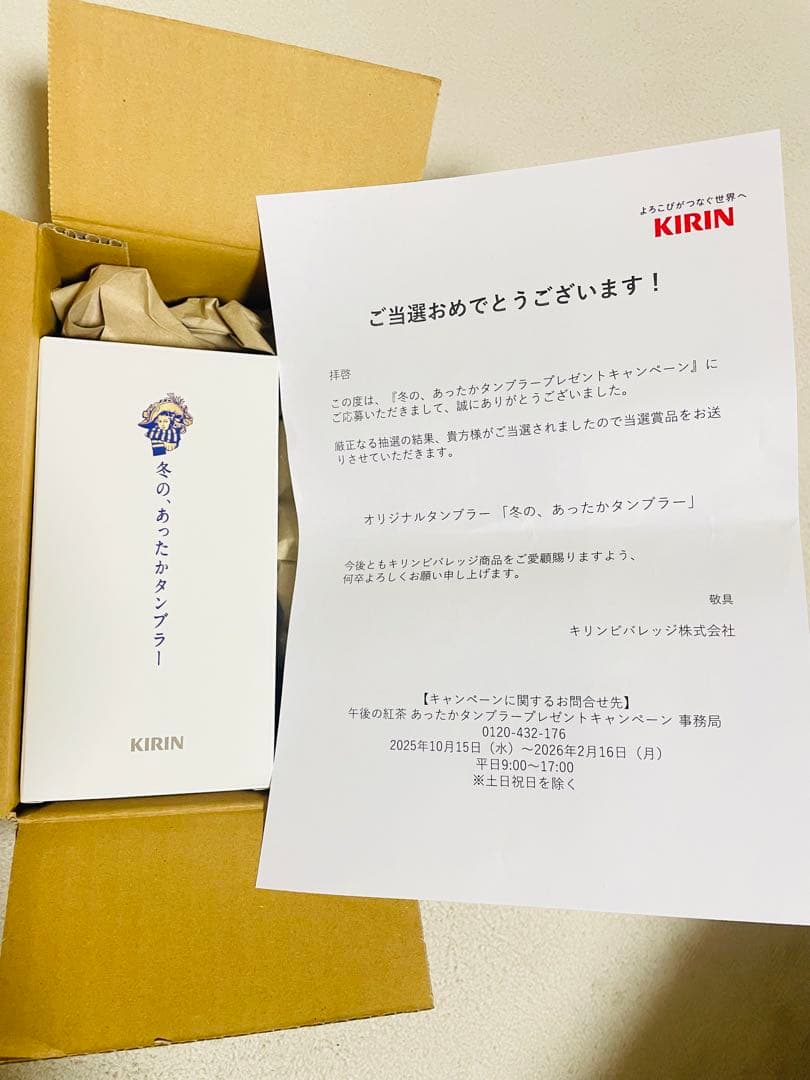 冬の、あったかタンブラー
KIRIN
よろこびがつなぐ世界へ
KIRIN
ご当選おめでとうございます！
拝啓
この度は、『冬の、あったかタンブラープレゼントキャンペーン』に
ご応募いただきまして、誠にありがとうございました。
厳正なる抽選の結果、貴方様がご当選されましたので当選賞品をお送
りさせていただきます。
オリジナルタンブラー「冬の、あったかタンブラー」
今後ともキリンビバレッジ商品をご愛顧賜りますよう、
何卒よろしくお願い申し上げます。
敬具
キリンビバレッジ株式会社
【キャンペーンに関するお問合せ先】
午後の紅茶 あったかタンブラープレゼントキャンペーン 事務局
0120-432-176
2025年10月15日（水）～2026年2月16日（月）
平日9:00～17:00
※土日祝日を除く